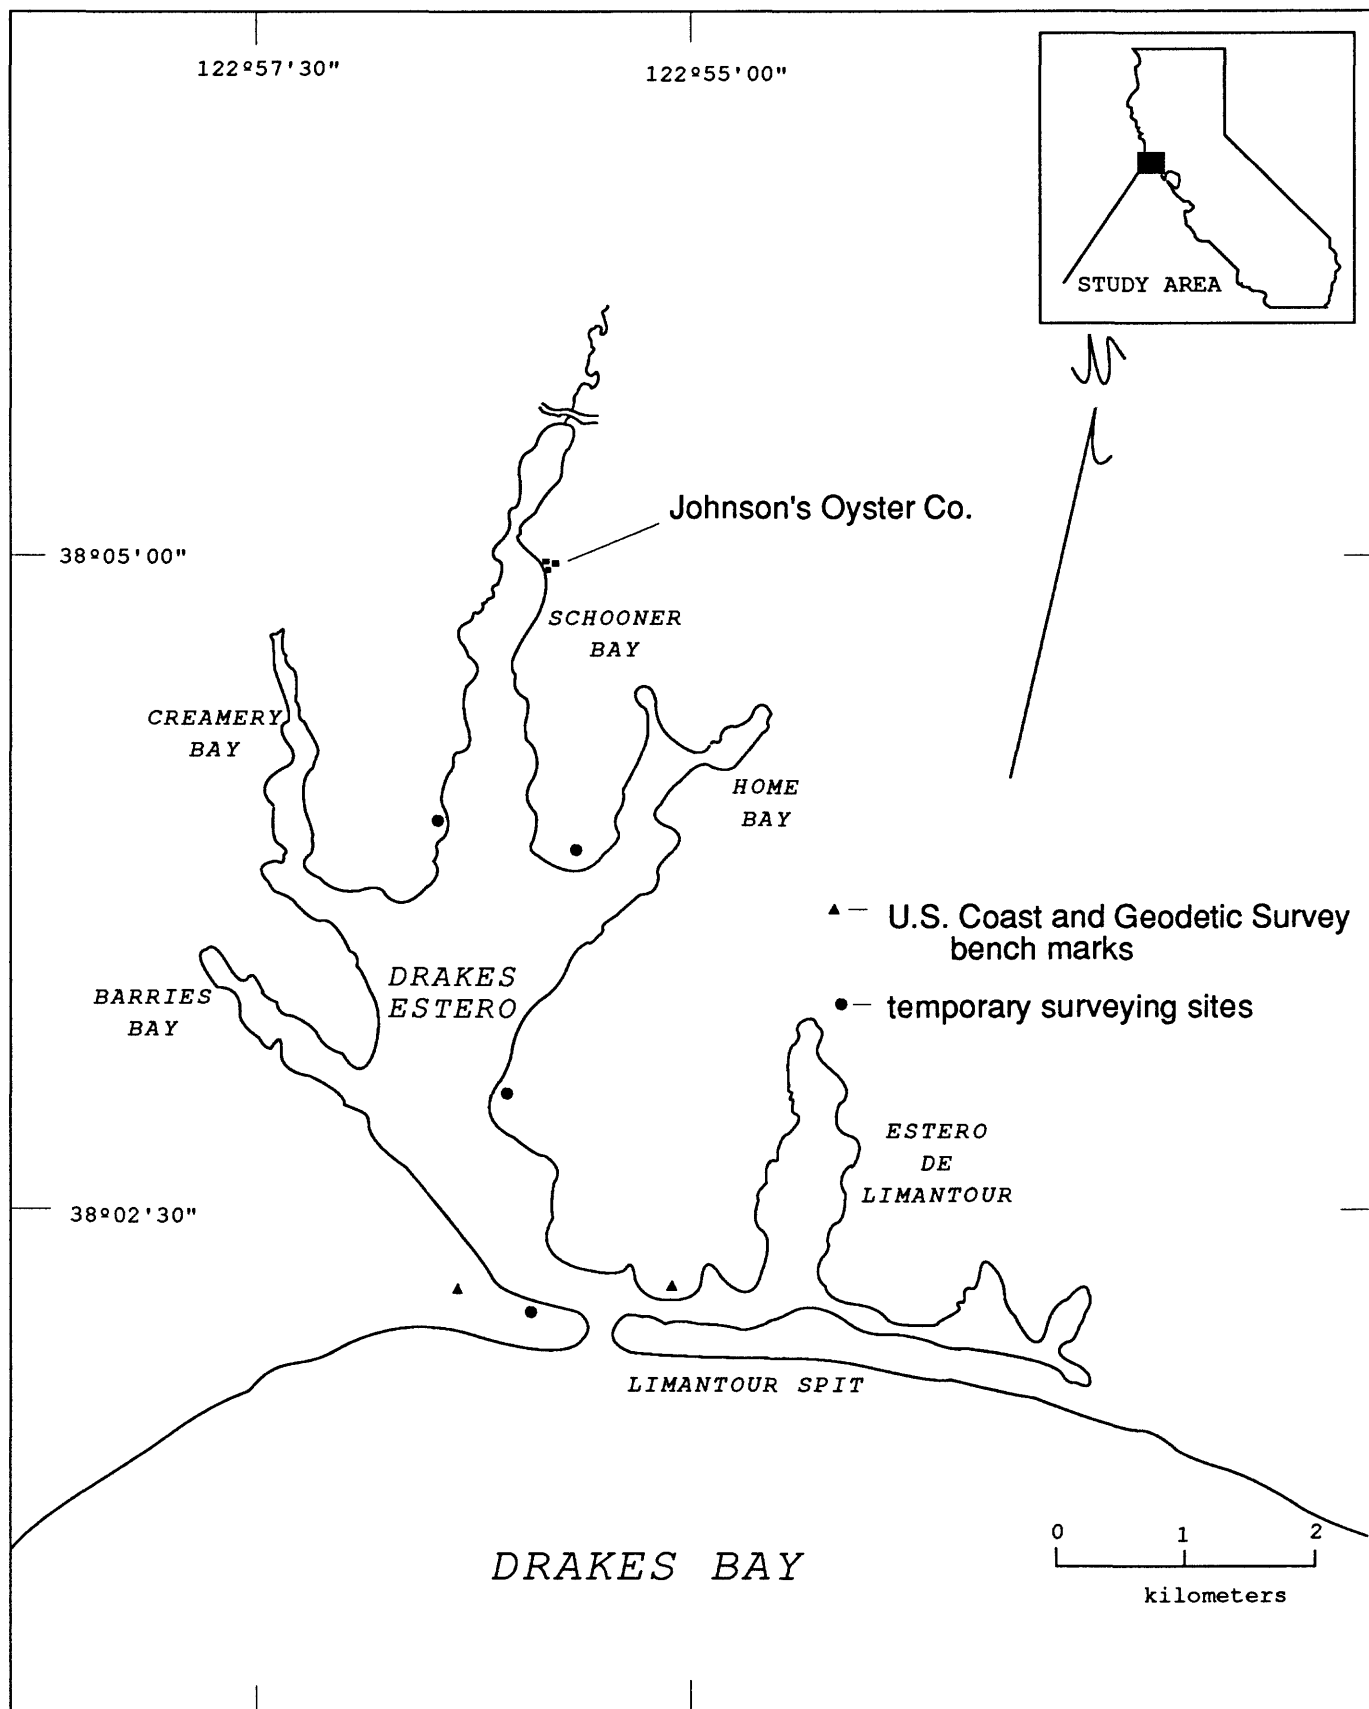 122º57'30"
122º55'00"
STUDY AREA
N
Johnson's Oyster Co.
38º05'00"
SCHOONER
BAY
CREAMERY
BAY
HOME
BAY
U.S. Coast and Geodetic Survey
bench marks
DRAKES
ESTERO
BARRIES
BAY
temporary surveying sites
ESTERO
DE
LIMANTOUR
38º02'30"
LIMANTOUR SPIT
0 1 2
kilometers
DRAKES BAY